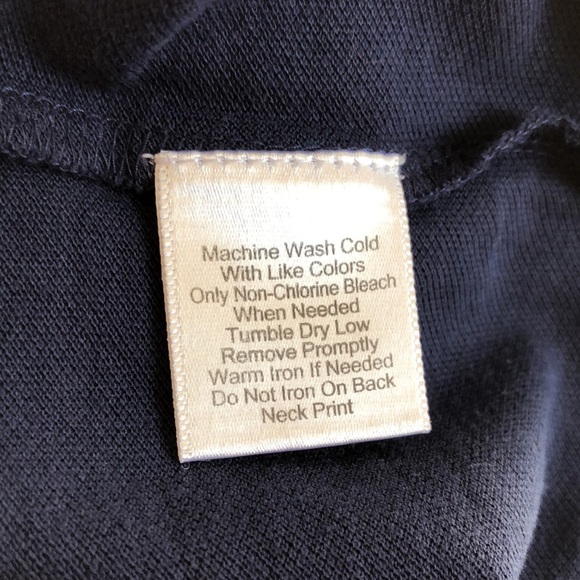 Machine Wash Cold
With Like Colors
Only Non-Chlorine Bleach
When Needed
Tumble Dry Low
Remove Promptly
Warm Iron If Needed
Do Not Iron On Back
Neck Print